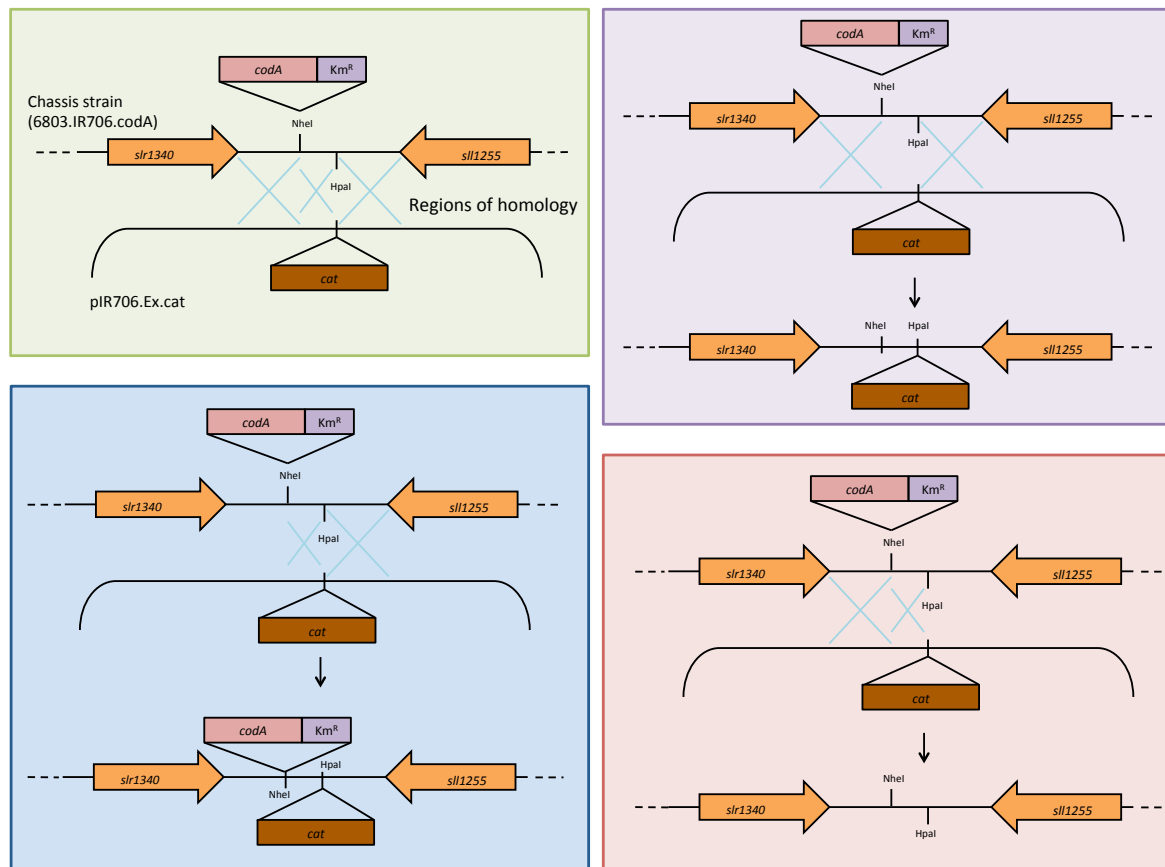 codA KmR
Chassis strain
(6803.IR706.codA)
NheI
slr1340 sll1255
HpaI
Regions of homology
cat
pIR706.Ex.cat
codA KmR
NheI
slr1340 sll1255
HpaI
cat
NheI HpaI
slr1340 sll1255
cat
codA KmR
NheI
slr1340 sll1255
HpaI
cat
codA KmR
HpaI
slr1340 sll1255
NheI
cat
codA KmR
NheI
slr1340 sll1255
HpaI
cat
NheI
slr1340 sll1255
HpaI